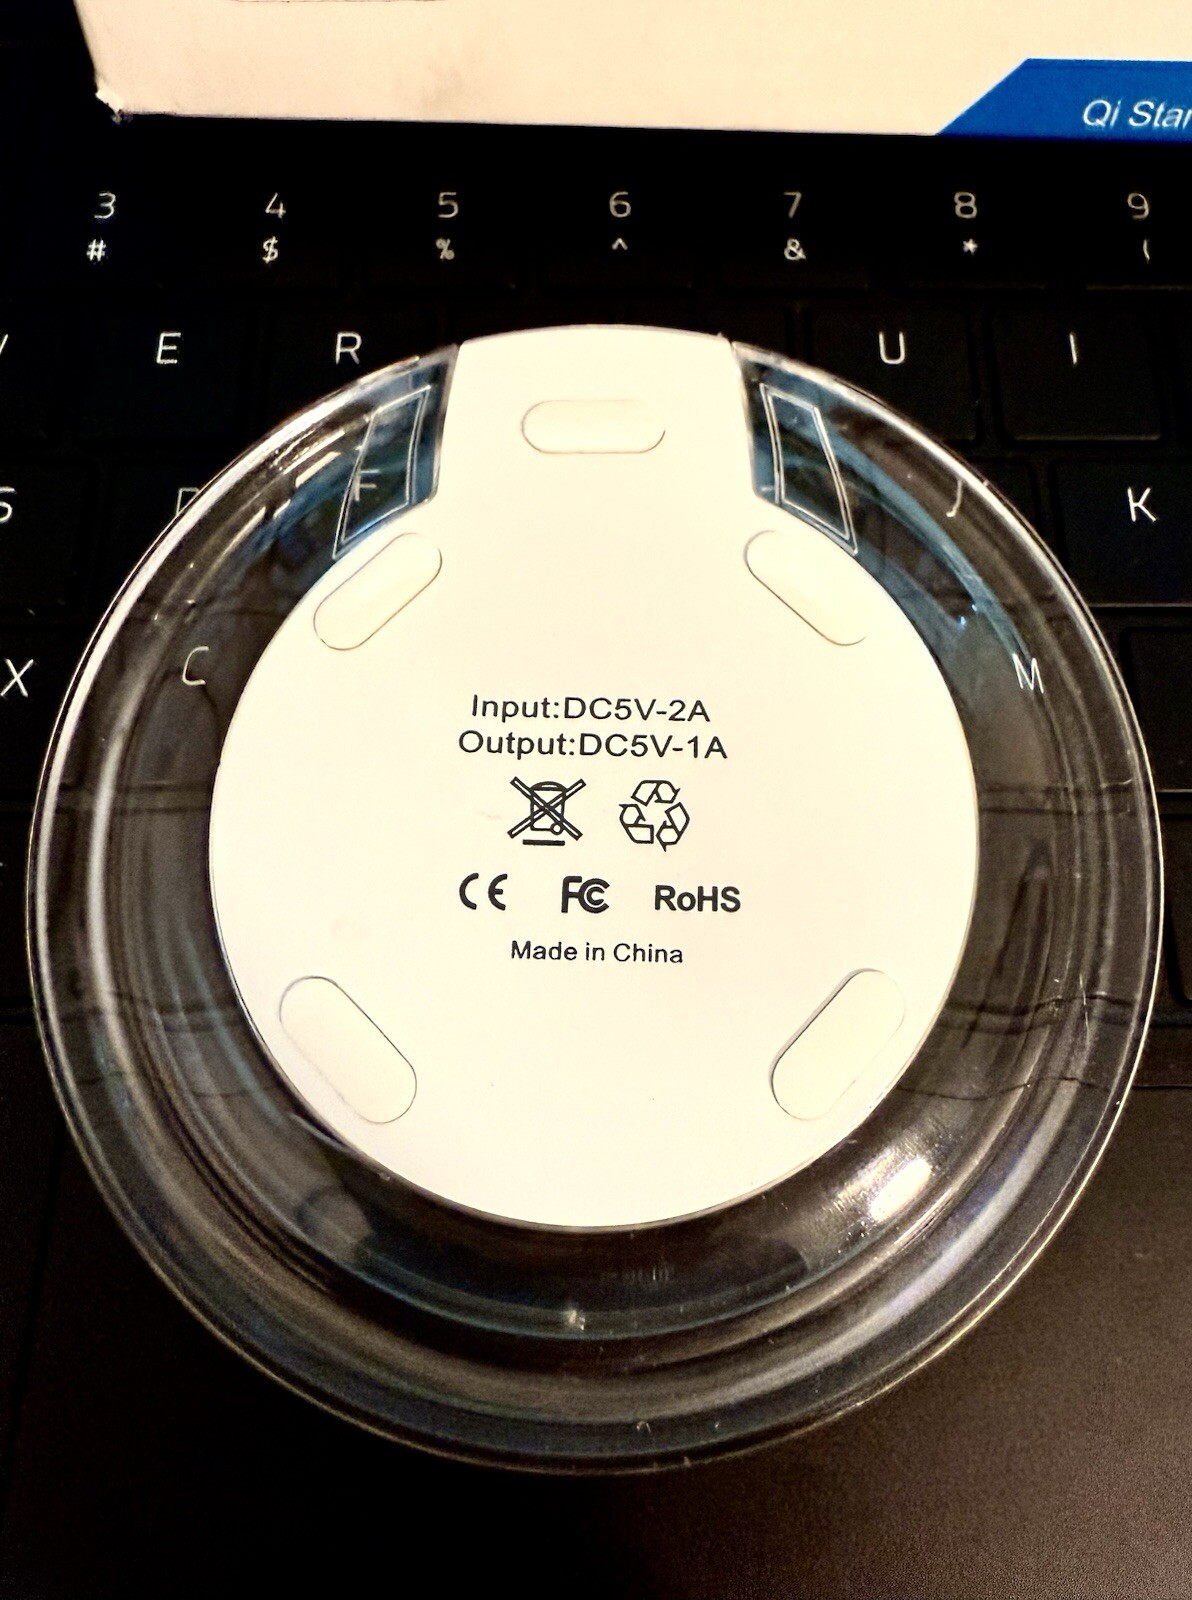 Qi Star
3 4 5 6 7 8 9
# $ % ^ & * (
E R U I
F J K
X C M
Input:DC5V-2A
Output:DC5V-1A
CE FC RoHS
Made in China